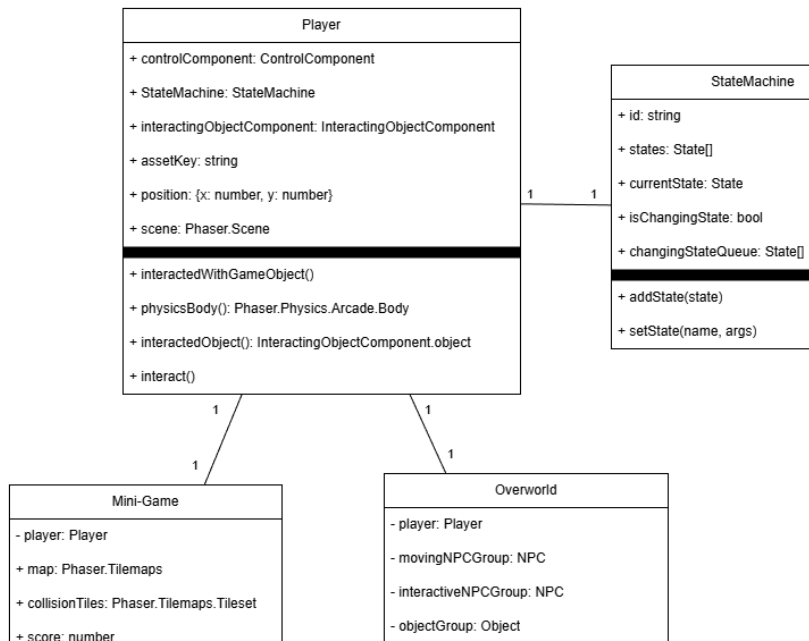 Player
+ controlComponent: ControlComponent
+ StateMachine: StateMachine
+ interactingObjectComponent: InteractingObjectComponent
+ assetKey: string
+ position: {x: number, y: number}
+ scene: Phaser.Scene
+ interactedWithGameObject()
+ physicsBody(): Phaser.Physics.Arcade.Body
+ interactedObject(): InteractingObjectComponent.object
+ interact()
1
1
StateMachine
+ id: string
+ states: State[]
+ currentState: State
+ isChangingState: bool
+ changingStateQueue: State[]
+ addState(state)
+ setState(name, args)
1
1
1
1
Mini-Game
- player: Player
+ map: Phaser.Tilemaps
+ collisionTiles: Phaser.Tilemaps.Tileset
+ score: number
Overworld
- player: Player
- movingNPCGroup: NPC
- interactiveNPCGroup: NPC
- objectGroup: Object